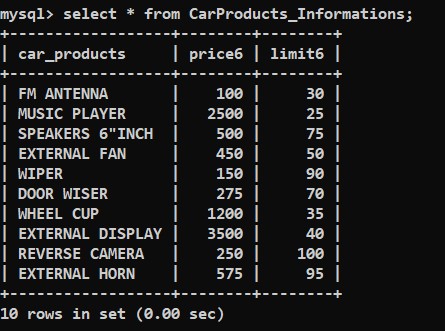 mysql> select * from CarProducts_Informations;
+------------------+--------+--------+
| car_products     | price6 | limit6 |
+------------------+--------+--------+
| FM ANTENNA       |    100 |     30 |
| MUSIC PLAYER     |   2500 |     25 |
| SPEAKERS 6"INCH  |    500 |     75 |
| EXTERNAL FAN     |    450 |     50 |
| WIPER            |    150 |     90 |
| DOOR WISER       |    275 |     70 |
| WHEEL CUP        |   1200 |     35 |
| EXTERNAL DISPLAY |   3500 |     40 |
| REVERSE CAMERA   |    250 |    100 |
| EXTERNAL HORN    |    575 |     95 |
+------------------+--------+--------+
10 rows in set (0.00 sec)